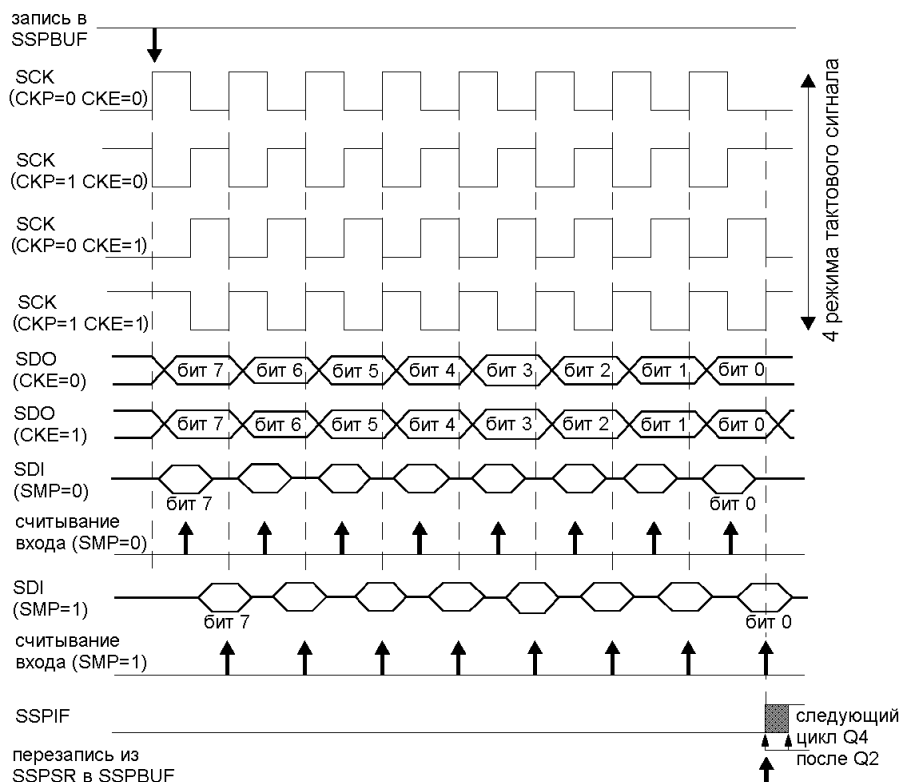 запись в
SSPBUF
SCK
(CKP=0 CKE=0)
SCK
(CKP=1 CKE=0)
SCK
(CKP=0 CKE=1)
SCK
(CKP=1 CKE=1)
4 режима тактового сигнала
SDO
(CKE=0)
бит 7 бит 6 бит 5 бит 4 бит 3 бит 2 бит 1 бит 0
SDO
(CKE=1)
бит 7 бит 6 бит 5 бит 4 бит 3 бит 2 бит 1 бит 0
SDI
(SMP=0)
бит 7 бит 0
считывание
входа (SMP=0)
SDI
(SMP=1)
бит 7 бит 0
считывание
входа (SMP=1)
SSPIF
следующий
цикл Q4
после Q2
перезапись из
SSPSR в SSPBUF